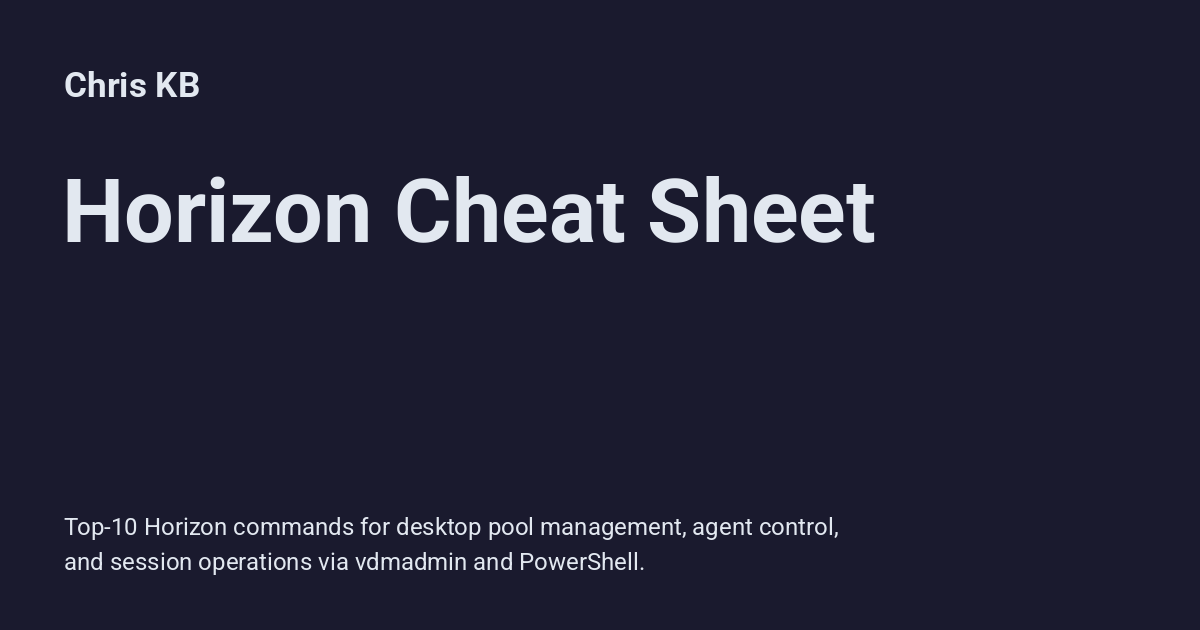 Chris KB
Horizon Cheat Sheet
Top-10 Horizon commands for desktop pool management, agent control,
and session operations via vdmadmin and PowerShell.